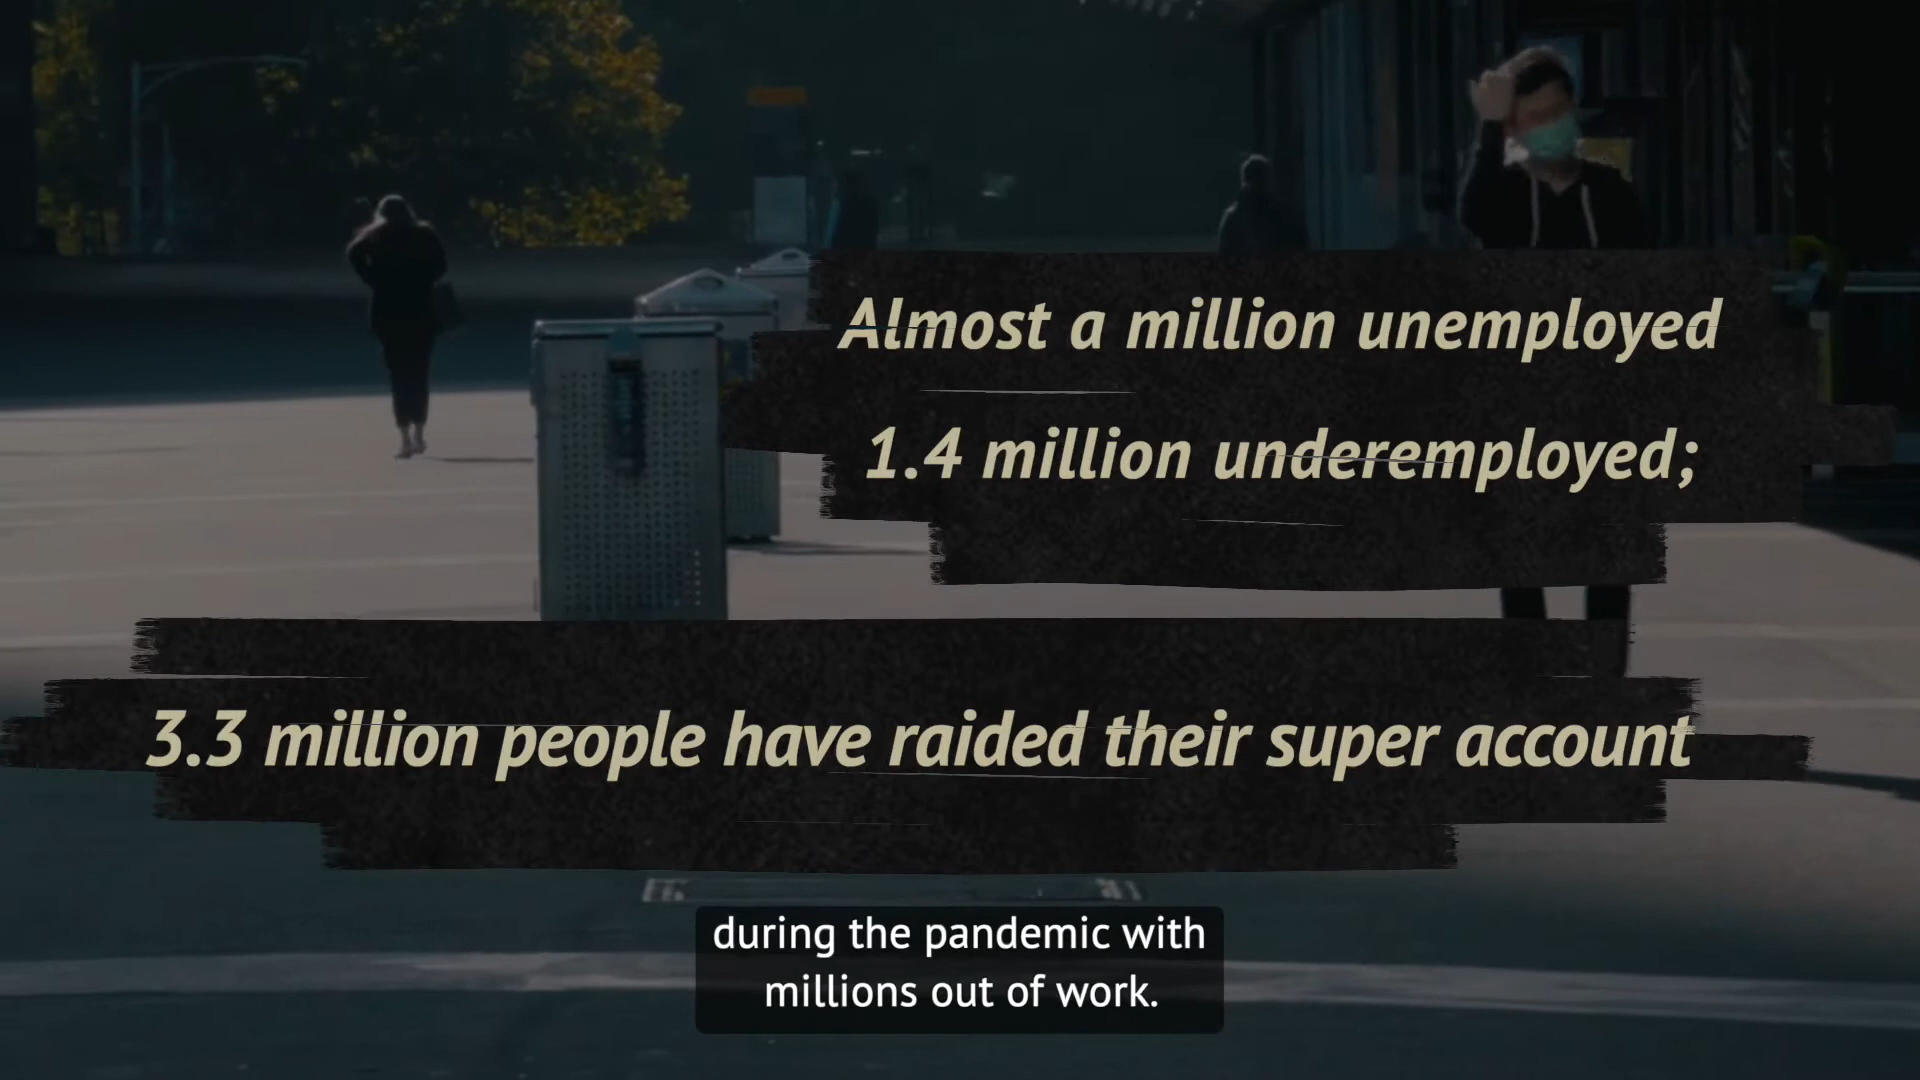 Almost a million unemployed
1.4 million underemployed;
3.3 million people have raided their super account
during the pandemic with
millions out of work.